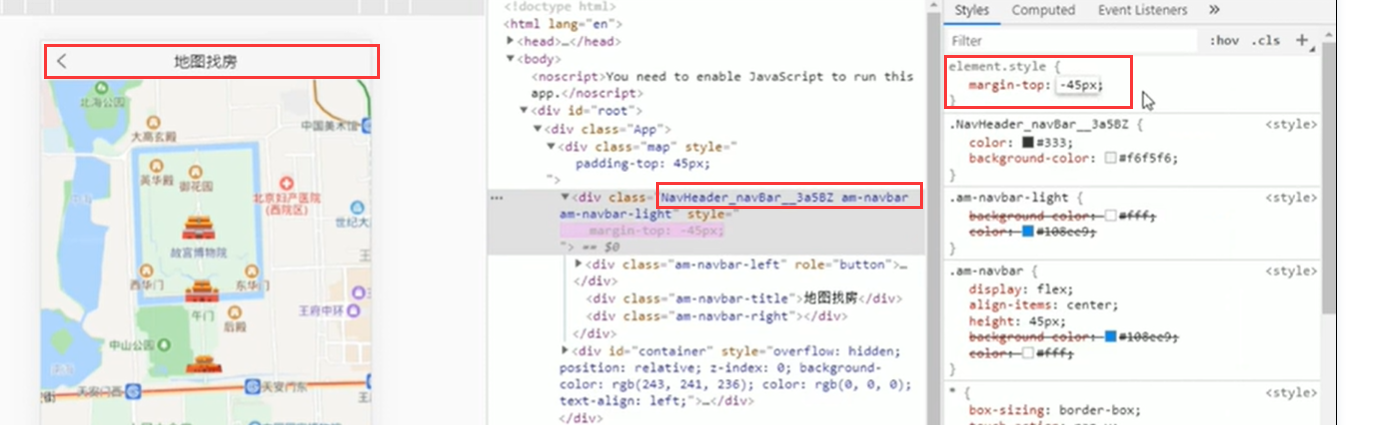 地图找房
北海公园
大高玄殿
中国美术馆
英华殿
御花园
北京妇产医院
(西院区)
世纪大
故宫博物院
西华门
东华门
午门
王府中环
后殿
中山公园
天安门西
天安门东
<!doctype html>
<html lang="en">
<head>…</head>
<body>
<noscript>You need to enable JavaScript to run this
app.</noscript>
<div id="root">
<div class="App">
<div class="map" style="
padding-top: 45px;
">
<div class="NavHeader_navBar__3a5BZ am-navbar
am-navbar-light" style="
margin-top: -45px;
"> == $0
<div class="am-navbar-left" role="button">…
</div>
<div class="am-navbar-title">地图找房</div>
<div class="am-navbar-right"></div>
</div>
<div id="container" style="overflow: hidden;
position: relative; z-index: 0; background-
color: rgb(243, 241, 236); color: rgb(0, 0, 0);
text-align: left;">…</div>
</div>
Styles Computed Event Listeners »
Filter :hov .cls +
element.style {
margin-top: -45px;
}
.NavHeader_navBar__3a5BZ { <style>
color: #333;
background-color: #f6f5f6;
}
.am-navbar-light { <style>
background-color: #fff;
color: #108ee9;
}
.am-navbar { <style>
display: flex;
align-items: center;
height: 45px;
background-color: #108ee9;
color: #fff;
}
* { <style>
box-sizing: border-box;